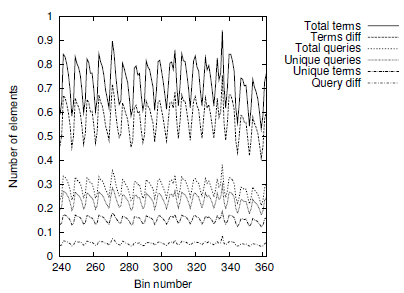 Number of elements
1
0.9
0.8
0.7
0.6
0.5
0.4
0.3
0.2
0.1
0
240 260 280 300 320 340 360
Bin number
Total terms
Terms diff
Total queries
Unique queries
Unique terms
Query diff